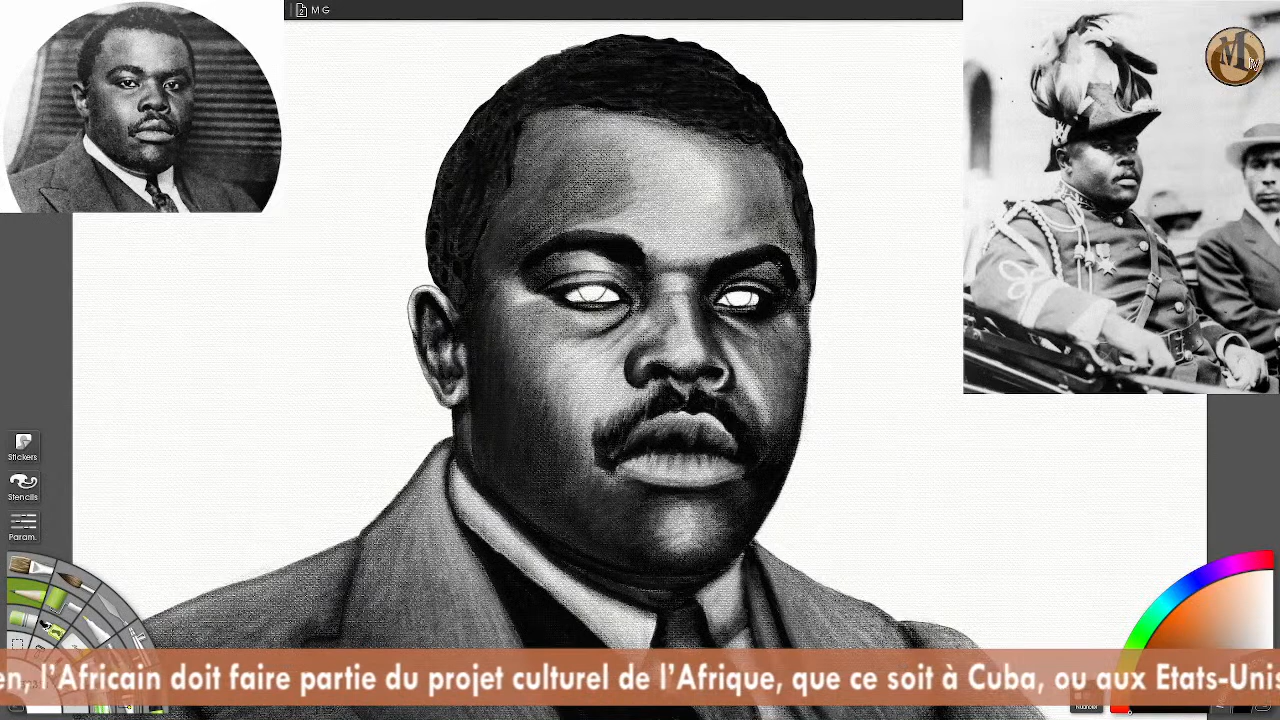 M G
Stickers
Stencils
Param.
en, l'Africain doit faire partie du projet culturel de l'Afrique, que ce soit à Cuba, ou aux Etats-Unis